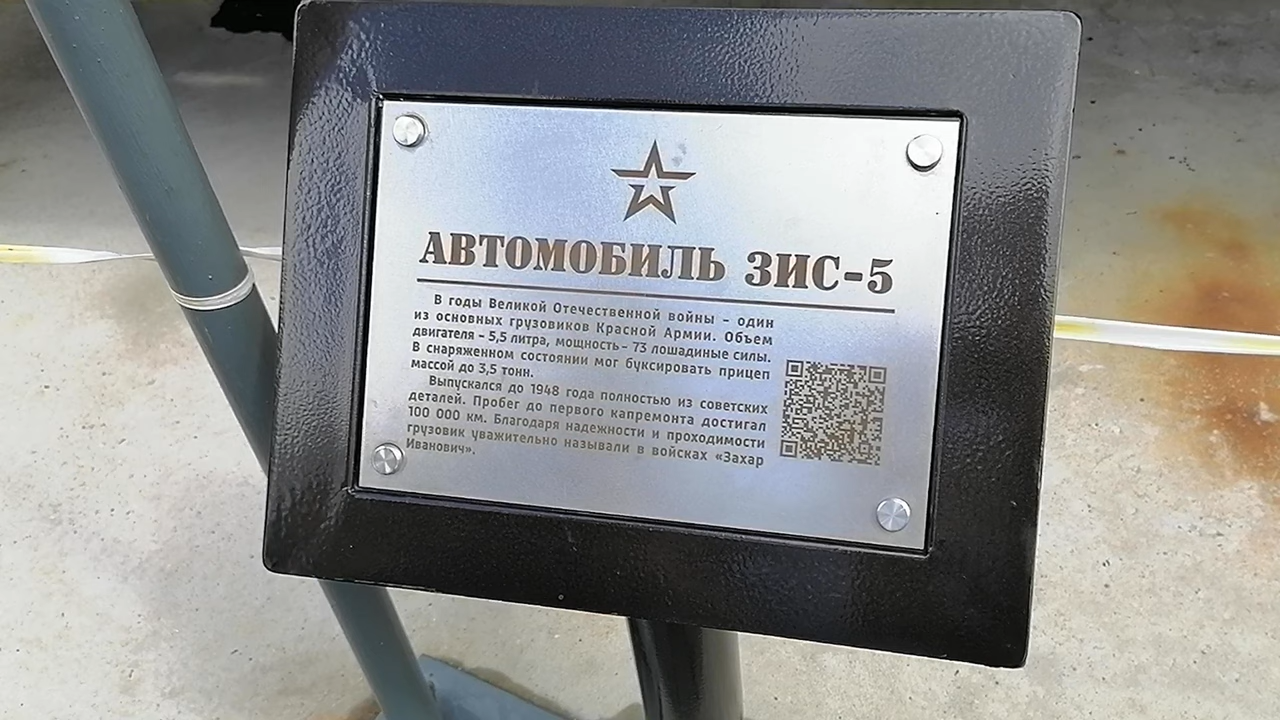 АВТОМОБИЛЬ ЗИС-5
В годы Великой Отечественной войны – один
из основных грузовиков Красной Армии. Объем
двигателя – 5,5 литра, мощность – 73 лошадиные силы.
В снаряженном состоянии мог буксировать прицеп
массой до 3,5 тонн.
Выпускался до 1948 года полностью из советских
деталей. Пробег до первого капремонта достигал
100 000 км. Благодаря надежности и проходимости
грузовик уважительно называли в войсках «Захар
Иванович».